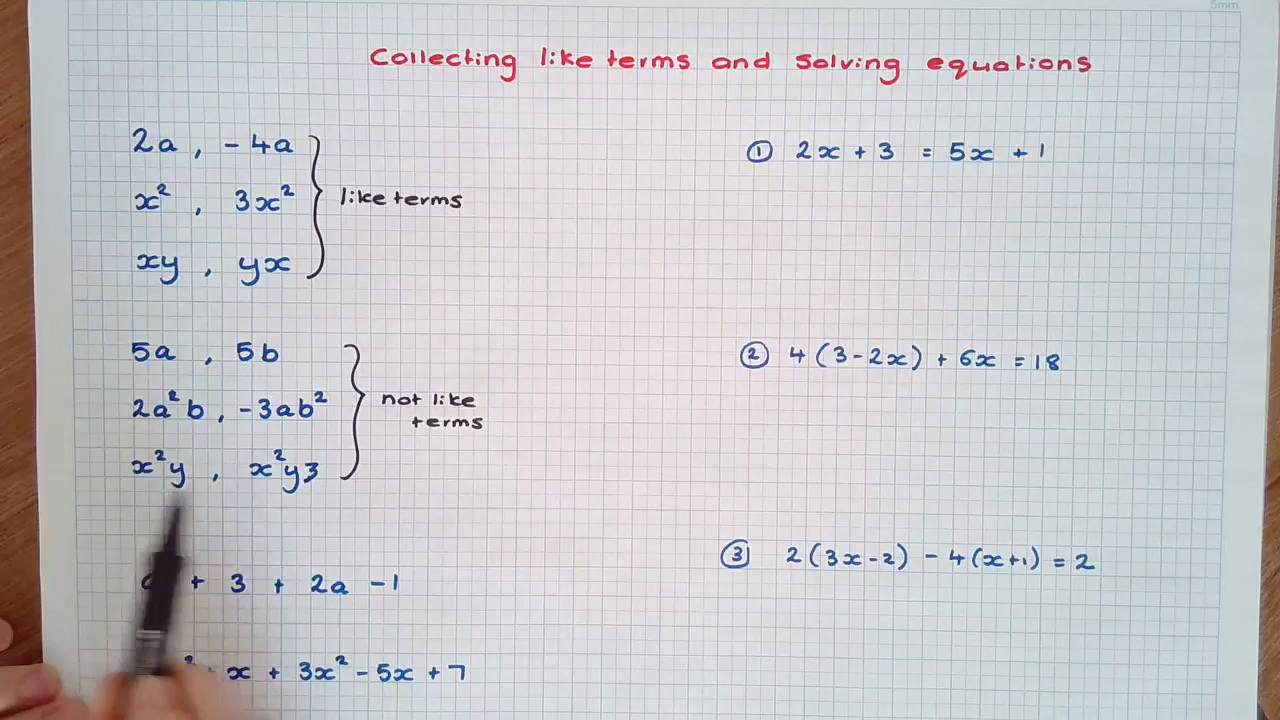 5mm
Collecting like terms and solving equations
2a , - 4a
x² , 3x²
xy , yx
like terms
5a , 5b
2a²b , -3ab²
x²y , x²y3
not like
terms
+ 3 + 2a - 1
x + 3x² - 5x + 7
① 2x + 3 = 5x + 1
② 4(3-2x) + 6x = 18
③ 2(3x-2) - 4(x+1) = 2